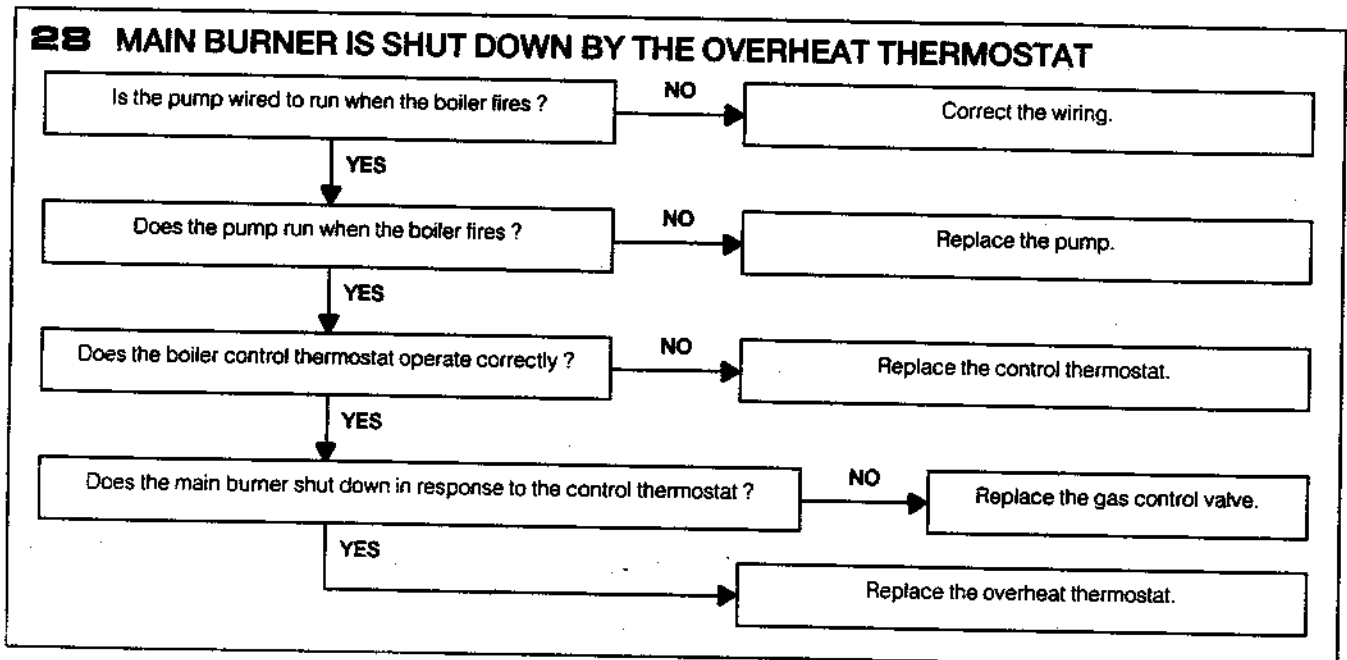 28 MAIN BURNER IS SHUT DOWN BY THE OVERHEAT THERMOSTAT
Is the pump wired to run when the boiler fires ?
NO
Correct the wiring.
YES
Does the pump run when the boiler fires ?
NO
Replace the pump.
YES
Does the boiler control thermostat operate correctly ?
NO
Replace the control thermostat.
YES
Does the main burner shut down in response to the control thermostat ?
NO
Replace the gas control valve.
YES
Replace the overheat thermostat.